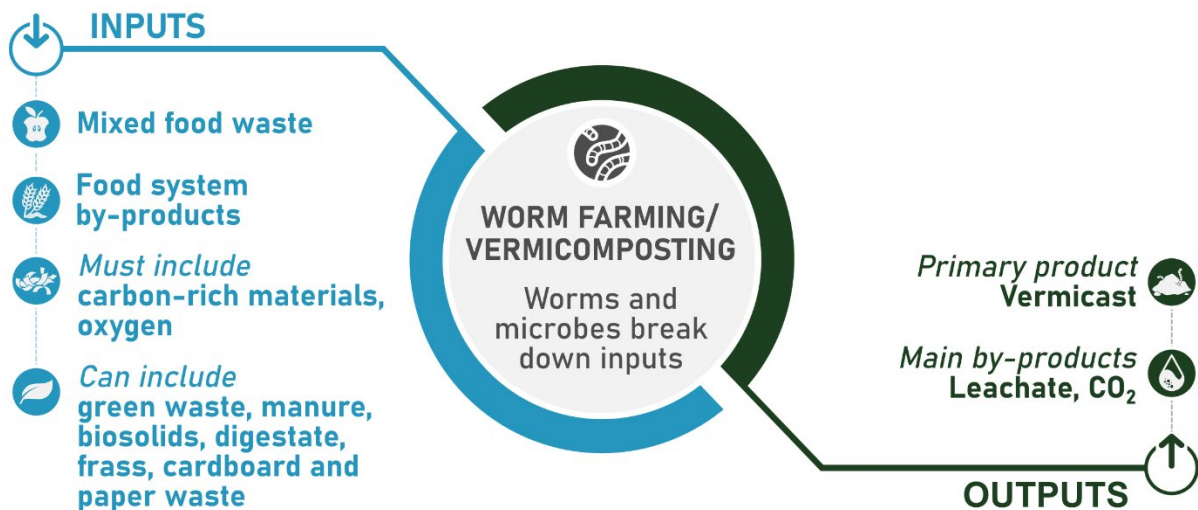 INPUTS
Mixed food waste
Food system
by-products
Must include
carbon-rich materials,
oxygen
Can include
green waste, manure,
biosolids, digestate,
frass, cardboard and
paper waste
WORM FARMING/
VERMICOMPOSTING
Worms and
microbes break
down inputs
Primary product
Vermicast
Main by-products
Leachate, CO₂
OUTPUTS